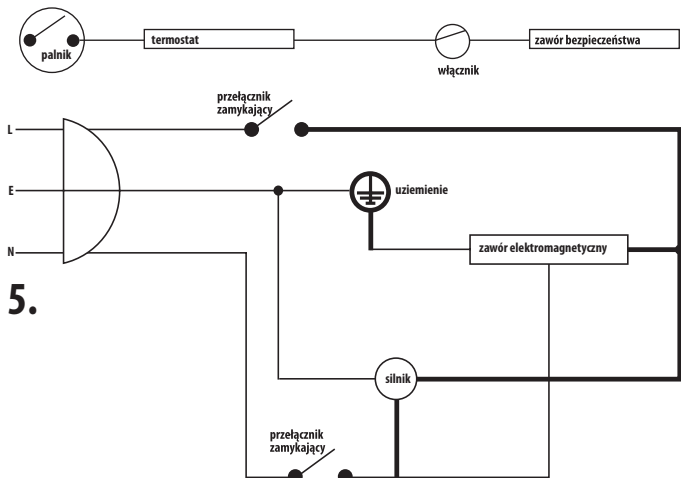 palnik
termostat
włącznik
zawór bezpieczeństwa
przełącznik
zamykający
L
E
uziemienie
N
zawór elektromagnetyczny
5.
silnik
przełącznik
zamykający